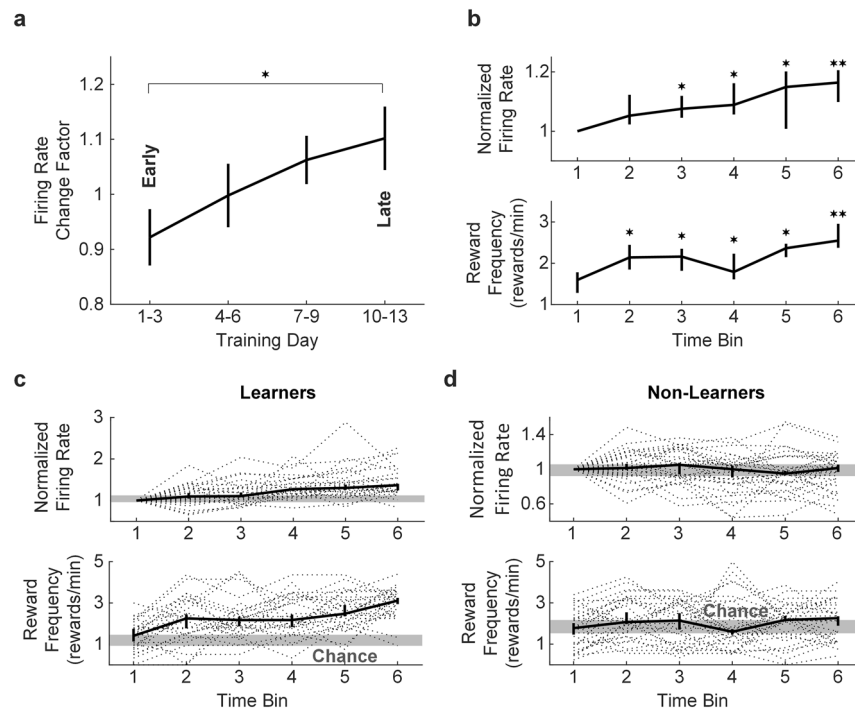 a
Firing Rate
Change Factor
1.2
1.1
1
0.9
0.8
*
Early
Late
1-3
4-6
7-9
10-13
Training Day
b
Normalized
Firing Rate
1.2
1
*
*
*
**
1
2
3
4
5
6
Reward
Frequency
(rewards/min)
3
2
1
*
*
*
*
**
1
2
3
4
5
6
Time Bin
c
Learners
Normalized
Firing Rate
3
2
1
1
2
3
4
5
6
Reward
Frequency
(rewards/min)
5
3
1
Chance
1
2
3
4
5
6
Time Bin
d
Non-Learners
Normalized
Firing Rate
1.4
1
0.6
1
2
3
4
5
6
Reward
Frequency
(rewards/min)
5
3
1
Chance
1
2
3
4
5
6
Time Bin